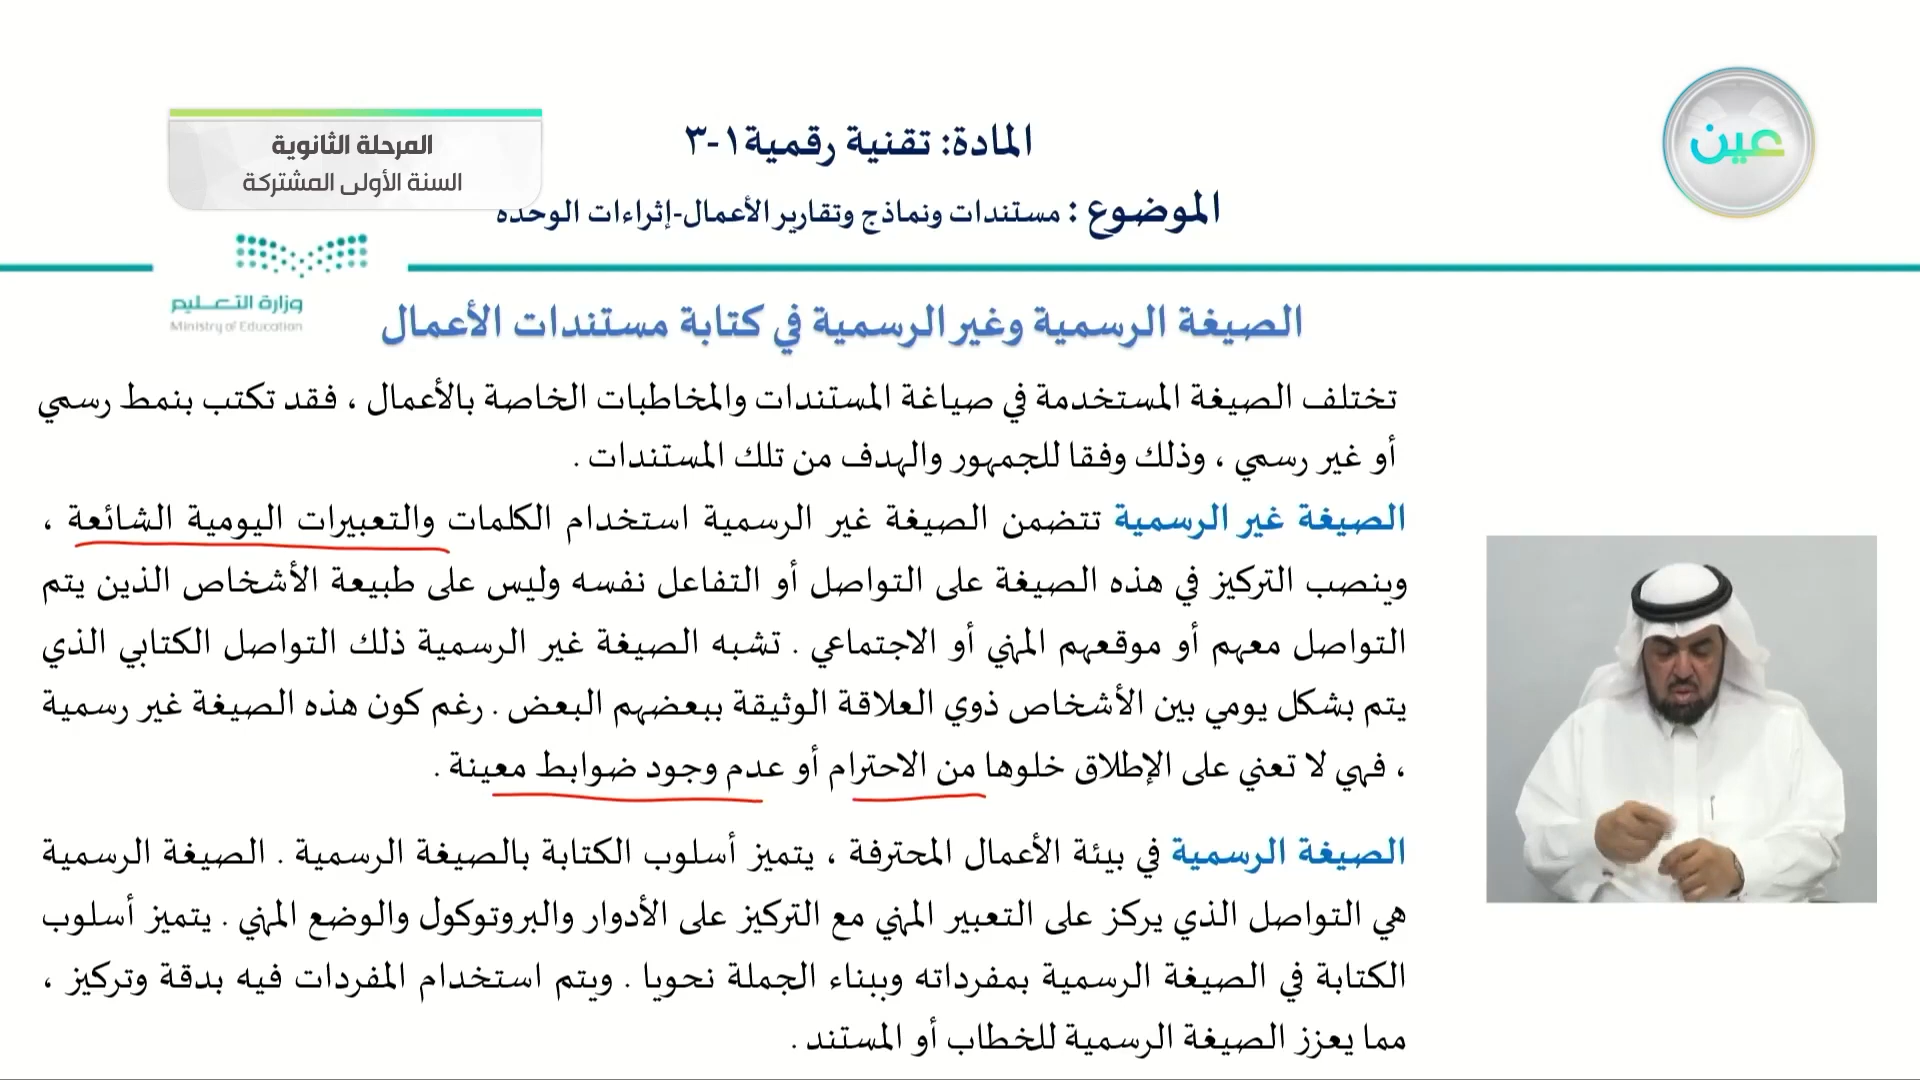 عين
المادة: تقنية رقمية١-٣
المرحلة الثانوية
السنة الأولى المشتركة
الموضوع : مستندات ونماذج وتقارير الأعمال-إثراءات الوحدة
وزارة التعليم
Ministry of Education
الصيغة الرسمية وغير الرسمية في كتابة مستندات الأعمال
تختلف الصيغة المستخدمة في صياغة المستندات والمخاطبات الخاصة بالأعمال ، فقد تكتب بنمط رسمي
أو غير رسمي ، وذلك وفقا للجمهور والهدف من تلك المستندات .
الصيغة غير الرسمية تتضمن الصيغة غير الرسمية استخدام الكلمات والتعبيرات اليومية الشائعة ،
وينصب التركيز في هذه الصيغة على التواصل أو التفاعل نفسه وليس على طبيعة الأشخاص الذين يتم
التواصل معهم أو موقعهم المهني أو الاجتماعي . تشبه الصيغة غير الرسمية ذلك التواصل الكتابي الذي
يتم بشكل يومي بين الأشخاص ذوي العلاقة الوثيقة ببعضهم البعض . رغم كون هذه الصيغة غير رسمية
، فهي لا تعني على الإطلاق خلوها من الاحترام أو عدم وجود ضوابط معينة .
الصيغة الرسمية في بيئة الأعمال المحترفة ، يتميز أسلوب الكتابة بالصيغة الرسمية . الصيغة الرسمية
هي التواصل الذي يركز على التعبير المهني مع التركيز على الأدوار والبروتوكول والوضع المهني . يتميز أسلوب
الكتابة في الصيغة الرسمية بمفرداته وببناء الجملة نحويا . ويتم استخدام المفردات فيه بدقة وتركيز ،
مما يعزز الصيغة الرسمية للخطاب أو المستند .